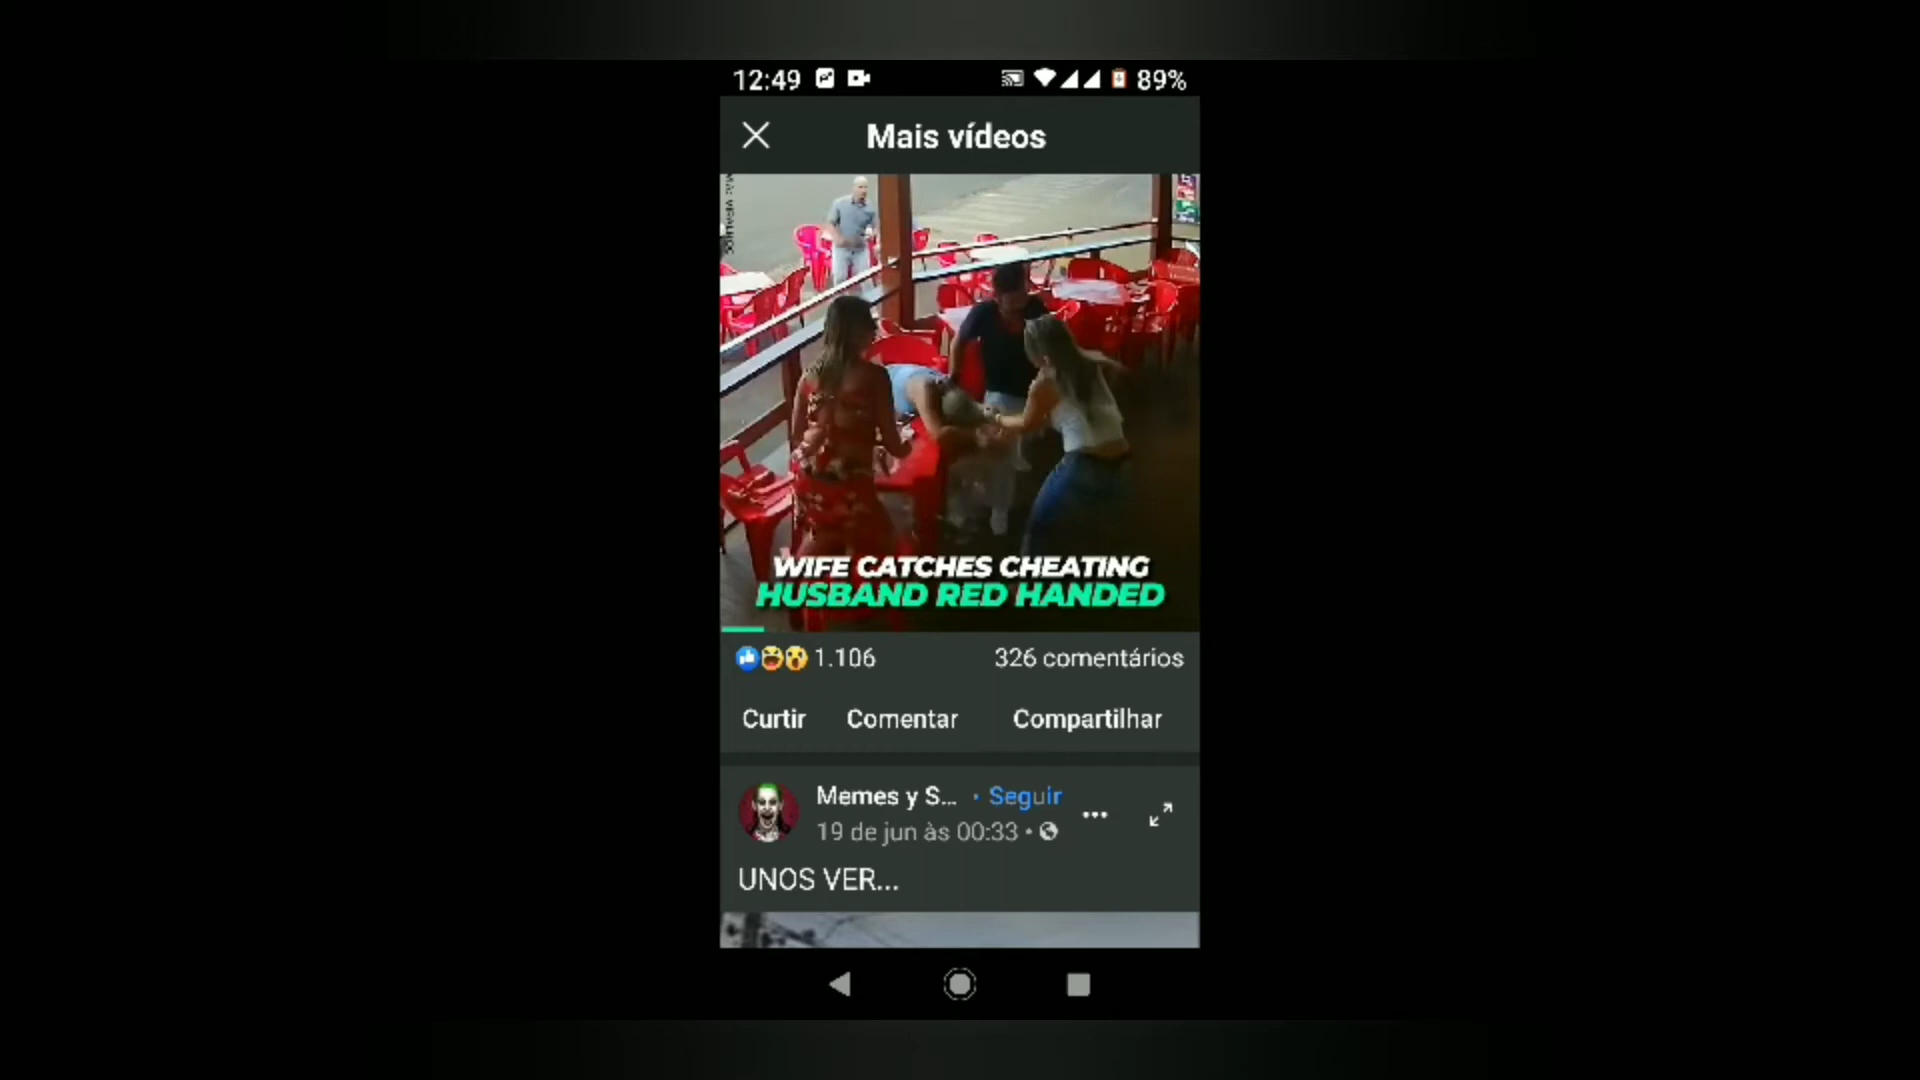 12:49 89%
Mais vídeos
WIFE CATCHES CHEATING
HUSBAND RED HANDED
1.106 326 comentários
Curtir Comentar Compartilhar
Memes y S... • Seguir
19 de jun às 00:33 •
UNOS VER...